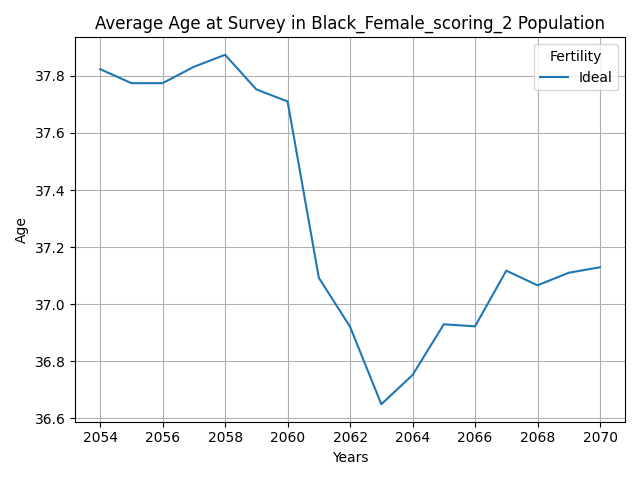 Average Age at Survey in Black_Female_scoring_2 Population
Fertility
Ideal
37.8
37.6
37.4
37.2
37.0
36.8
36.6
Age
2054 2056 2058 2060 2062 2064 2066 2068 2070
Years